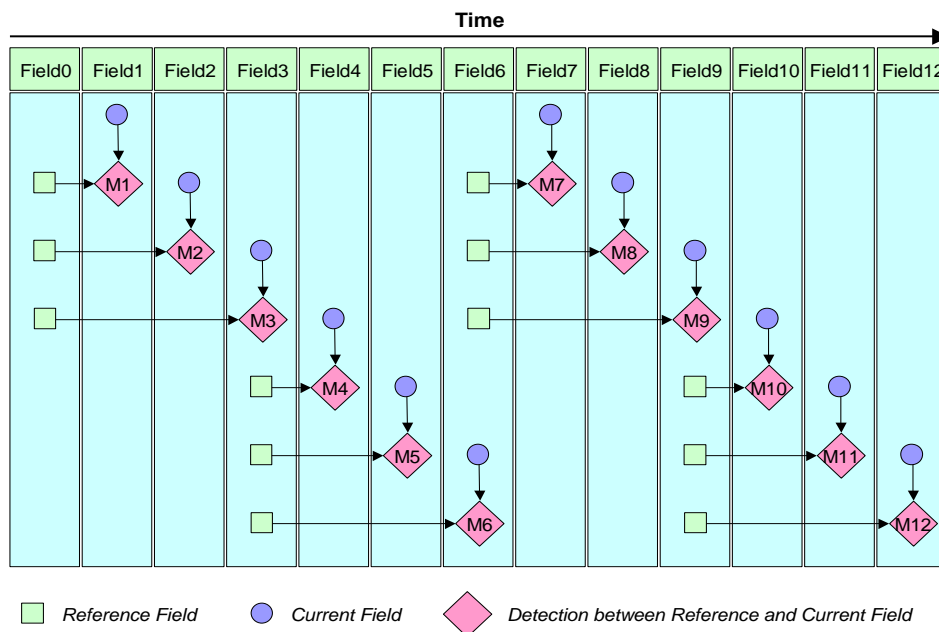 Time
Field0 Field1 Field2 Field3 Field4 Field5 Field6 Field7 Field8 Field9 Field10 Field11 Field12
M1 M7
M2 M8
M3 M9
M4 M10
M5 M11
M6 M12
Reference Field Current Field Detection between Reference and Current Field